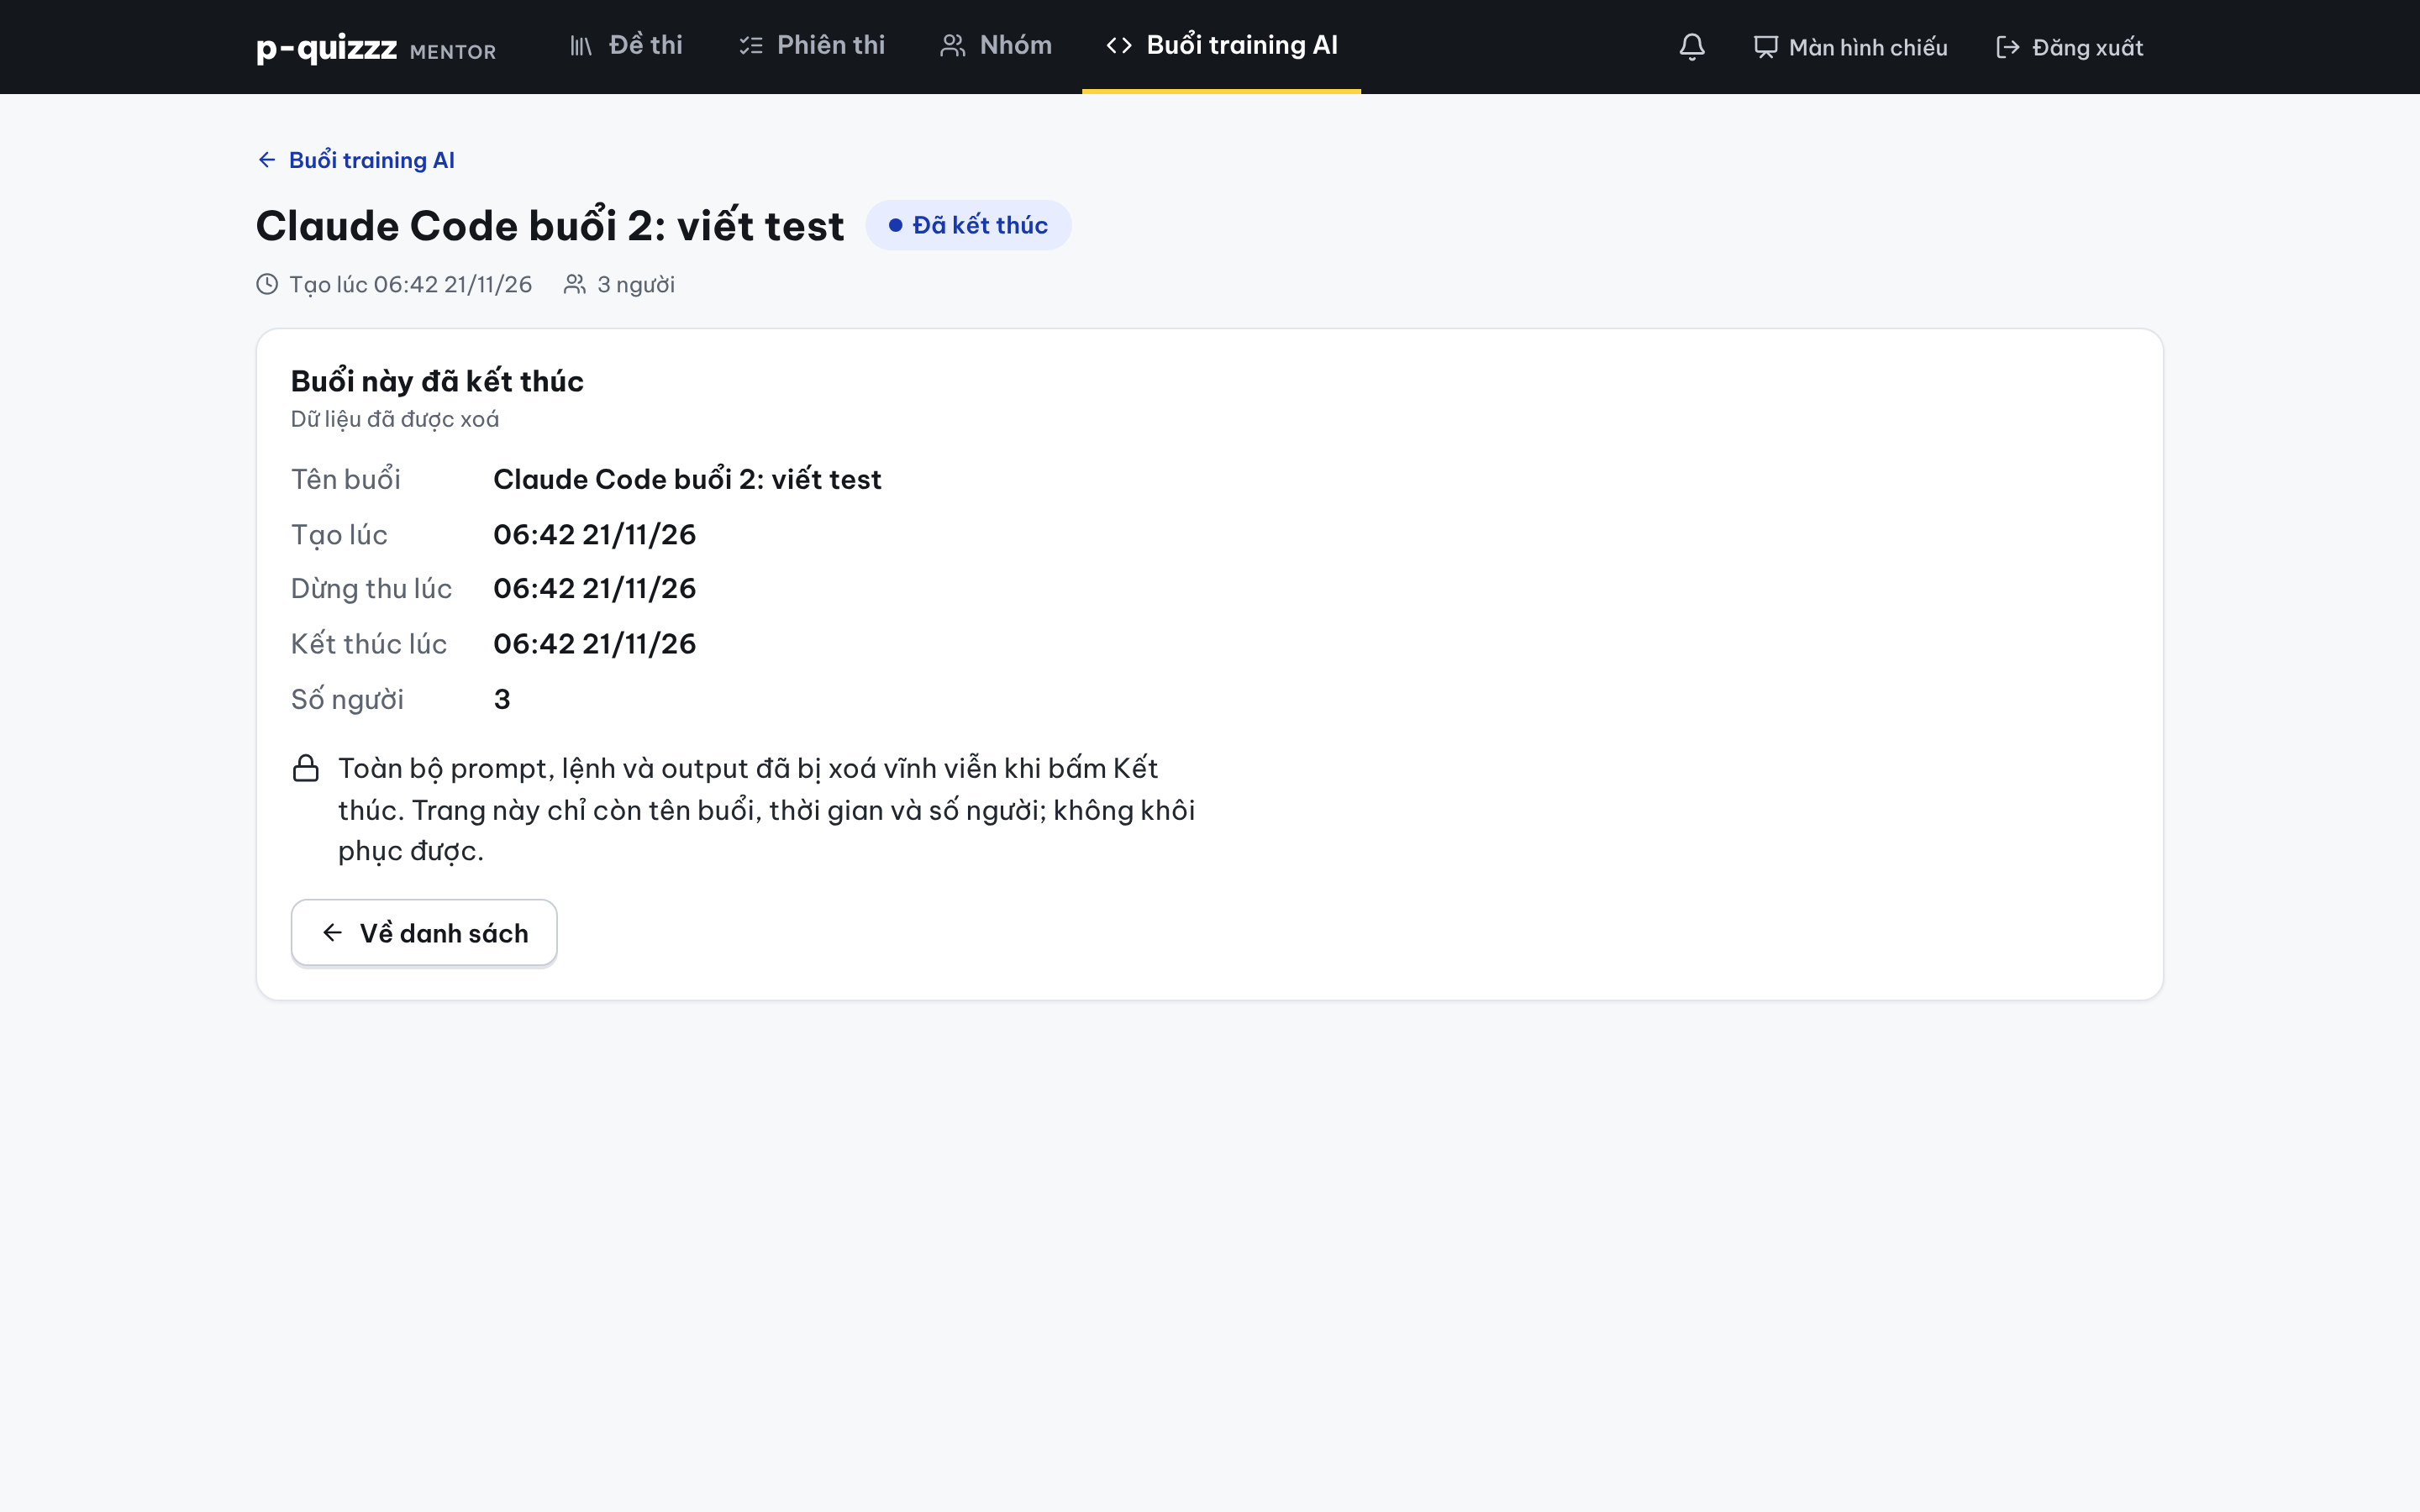 p-quizzz MENTOR
Đề thi
Phiên thi
Nhóm
Buổi training AI
Màn hình chiếu
Đăng xuất
Buổi training AI
Claude Code buổi 2: viết test
Đã kết thúc
Tạo lúc 06:42 21/11/26
3 người
Buổi này đã kết thúc
Dữ liệu đã được xoá
Tên buổi Claude Code buổi 2: viết test
Tạo lúc 06:42 21/11/26
Dừng thu lúc 06:42 21/11/26
Kết thúc lúc 06:42 21/11/26
Số người 3
Toàn bộ prompt, lệnh và output đã bị xoá vĩnh viễn khi bấm Kết
thúc. Trang này chỉ còn tên buổi, thời gian và số người; không khôi
phục được.
Về danh sách